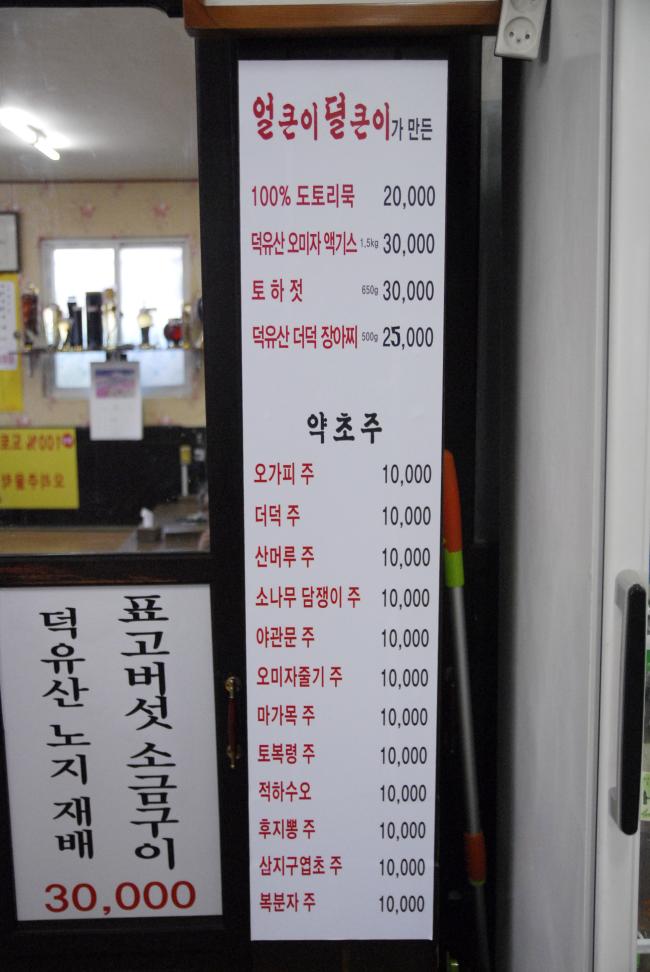 얼큰이 덜큰이가 만든
100% 도토리묵 20,000
덕유산 오미자 액기스 1.5kg 30,000
토하젓 650g 30,000
덕유산 더덕 장아찌 500g 25,000
약초주
오가피 주 10,000
더덕 주 10,000
산머루 주 10,000
소나무 담쟁이 주 10,000
야관문 주 10,000
오미자줄기 주 10,000
마가목 주 10,000
토복령 주 10,000
적하수오 10,000
후지뽕 주 10,000
삼지구엽초 주 10,000
복분자 주 10,000
표고버섯 소금구이
덕유산 노지 재배
30,000